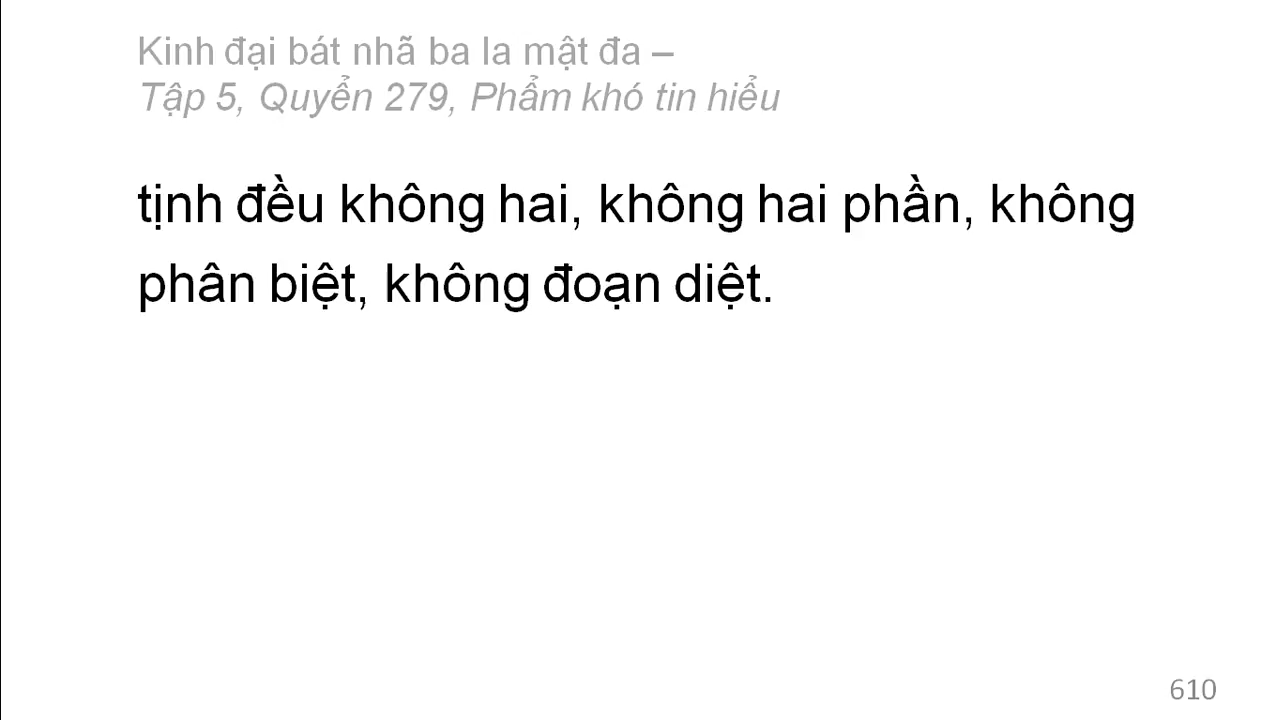 Kinh đại bát nhã ba la mật đa –
Tập 5, Quyển 279, Phẩm khó tin hiểu
tịnh đều không hai, không hai phần, không
phân biệt, không đoạn diệt.
610